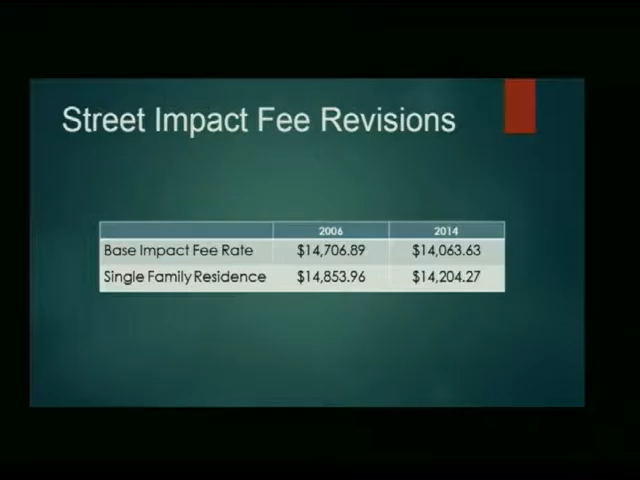 Street Impact Fee Revisions
2006 2014
Base Impact Fee Rate $14,706.89 $14,063.63
Single Family Residence $14,853.96 $14,204.27